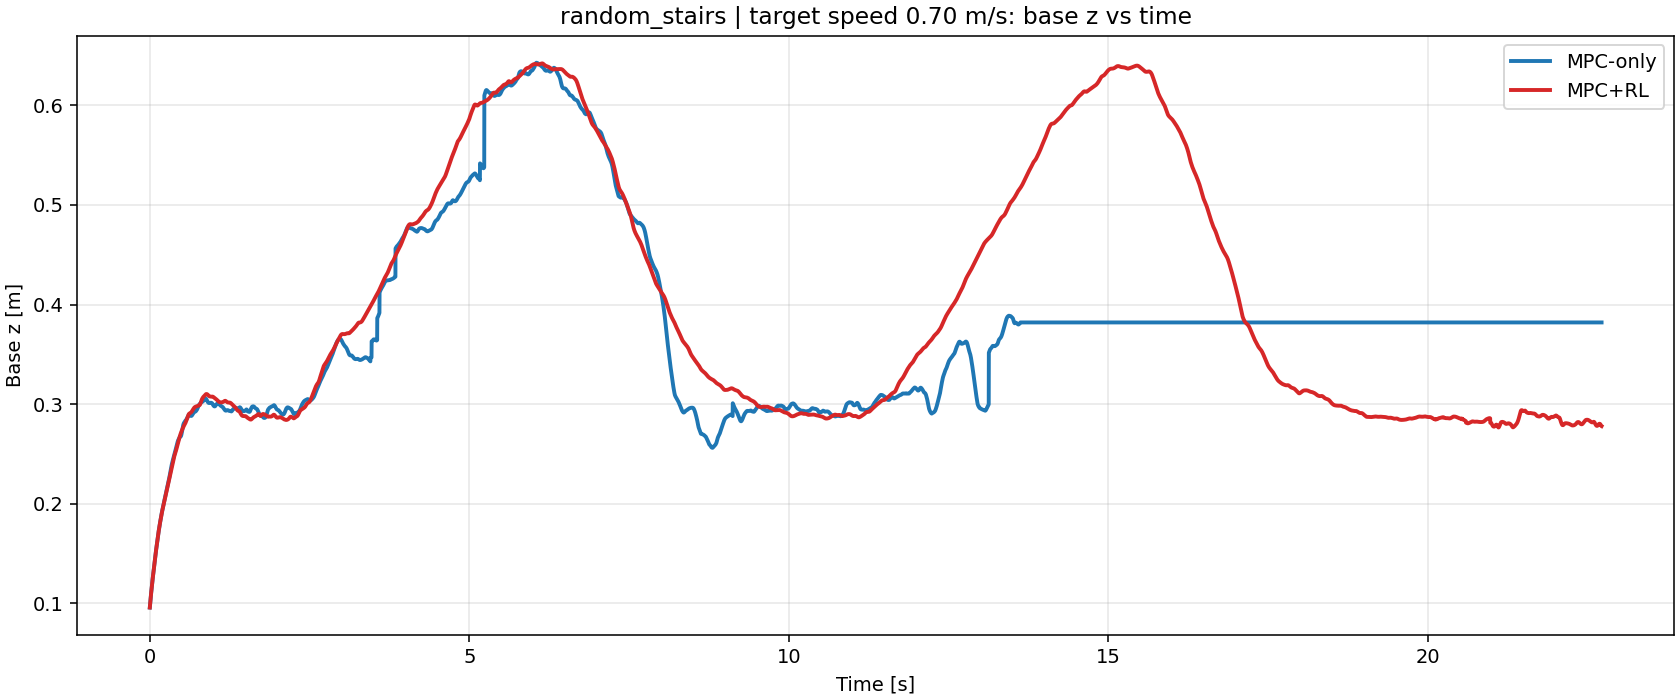 random_stairs | target speed 0.70 m/s: base z vs time
MPC-only
MPC+RL
Base z [m]
0.6
0.5
0.4
0.3
0.2
0.1
0
5
10
15
20
Time [s]